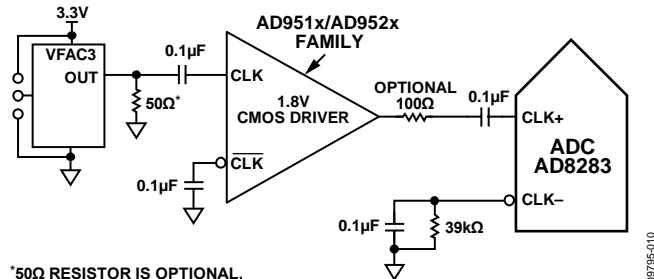 3.3V
VFAC3
OUT
0.1µF
50Ω*
AD951x/AD952x
FAMILY
CLK
1.8V
CMOS DRIVER
CLK
0.1µF
OPTIONAL
100Ω
0.1µF
CLK+
ADC
AD8283
CLK–
0.1µF
39kΩ
*50Ω RESISTOR IS OPTIONAL.
09795-010